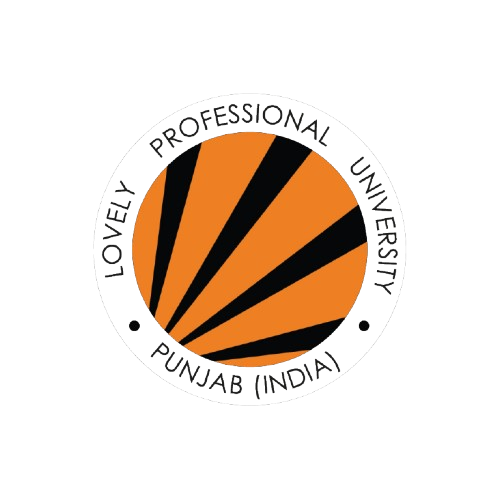 LOVELY PROFESSIONAL UNIVERSITY
PUNJAB (INDIA)